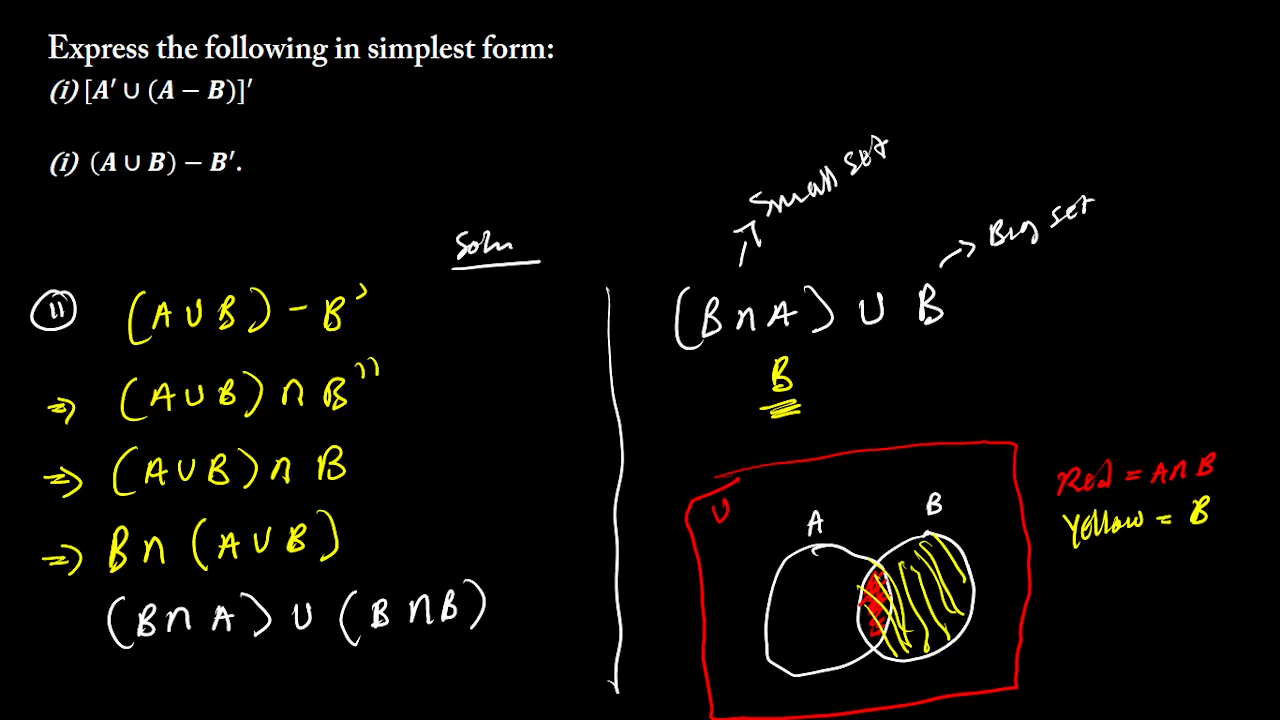 Express the following in simplest form:
(i) [A′ ∪ (A − B)]′
(i) (A ∪ B) − B′.
Soln
(ii) (A ∪ B) - B'
⇒ (A ∪ B) ∩ B''
⇒ (A ∪ B) ∩ B
⇒ B ∩ (A ∪ B)
(B ∩ A) ∪ (B ∩ B)
Small set
Big set
(B ∩ A) ∪ B
B
U
A
B
Red = A ∩ B
Yellow = B